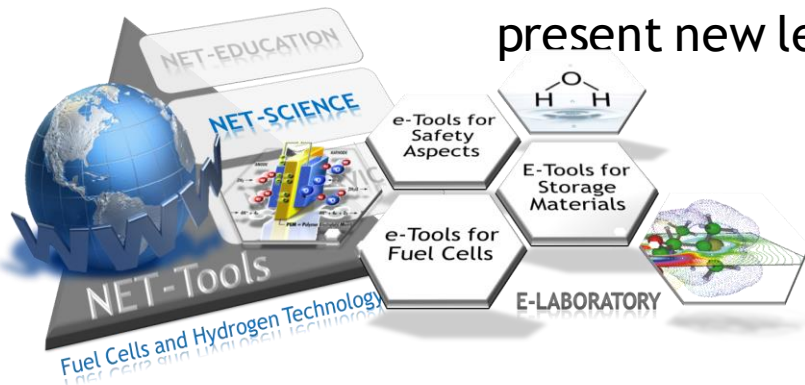 present new le
NET-EDUCATION
NET-SCIENCE
H O H
e-Tools for
Safety
Aspects
E-Tools for
Storage
Materials
e-Tools for
Fuel Cells
WWW
NET-Tools
E-LABORATORY
Fuel Cells and Hydrogen Technology